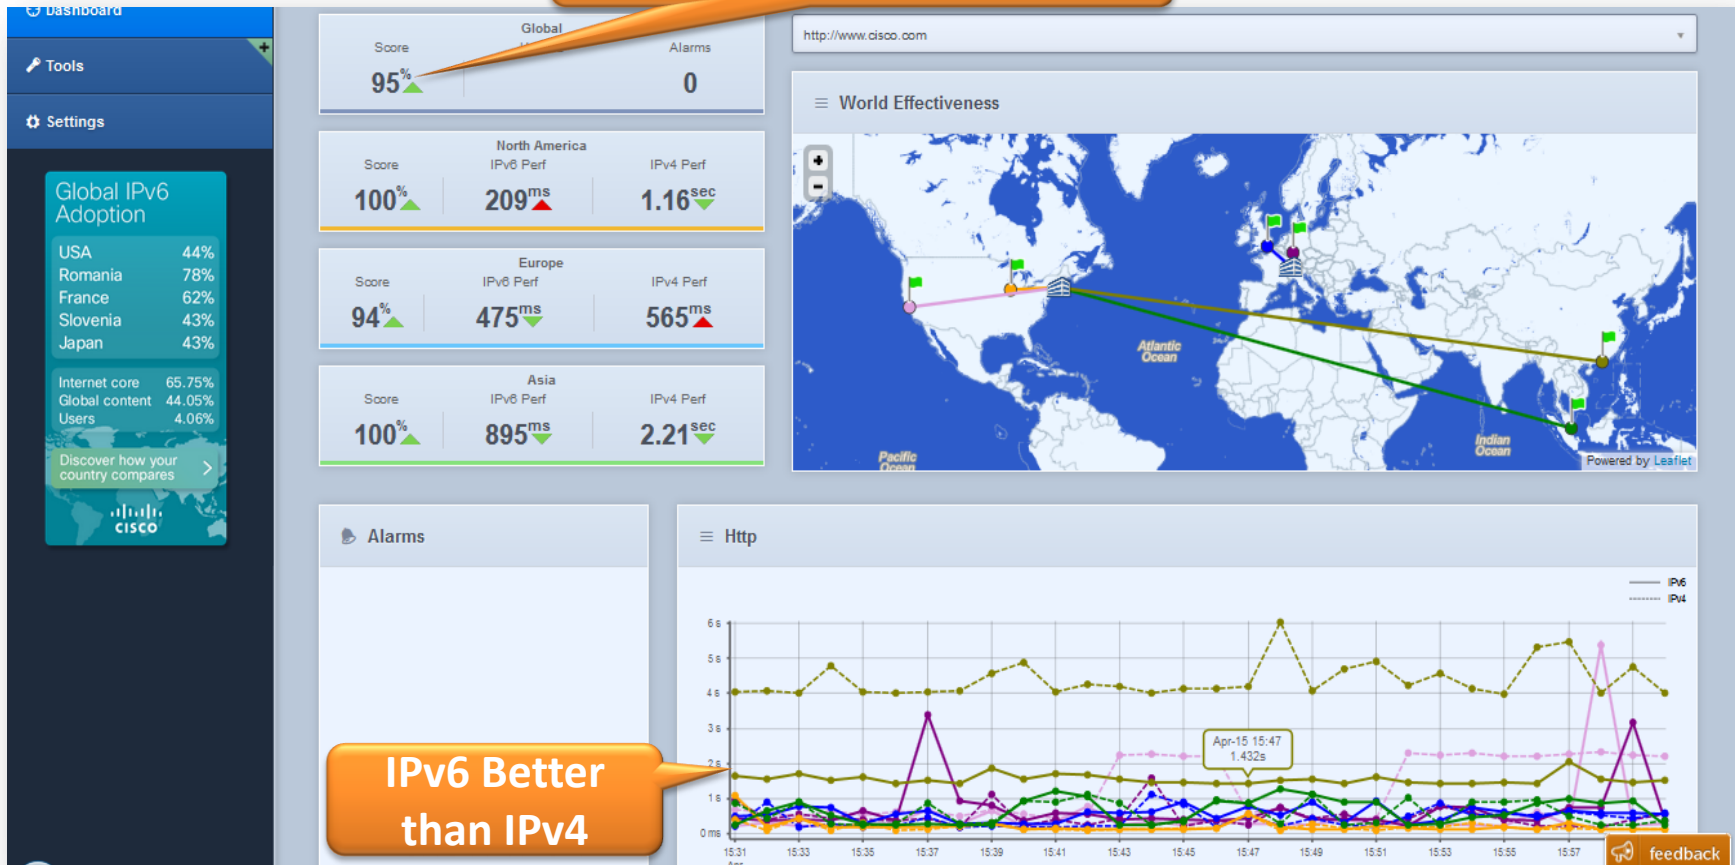 Dashboard
Tools
Settings
Global IPv6
Adoption
USA 44%
Romania 78%
France 62%
Slovenia 43%
Japan 43%
Internet core 65.75%
Global content 44.05%
Users 4.06%
Discover how your
country compares
CISCO
Global
Score Alarms
95% 0
North America
Score IPv6 Perf IPv4 Perf
100% 209ms 1.16sec
Europe
Score IPv6 Perf IPv4 Perf
94% 475ms 565ms
Asia
Score IPv6 Perf IPv4 Perf
100% 895ms 2.21sec
http://www.cisco.com
World Effectiveness
+
-
Atlantic
Ocean
Indian
Ocean
Pacific
Ocean
Powered by Leaflet
Alarms
Http
IPv6
IPv4
6 s
5 s
4 s
3 s
2 s
1 s
0 ms
Apr-15 15:47
1.432s
15:31 15:33 15:35 15:37 15:39 15:41 15:43 15:45 15:47 15:49 15:51 15:53 15:55 15:57
Apr
IPv6 Better
than IPv4
feedback